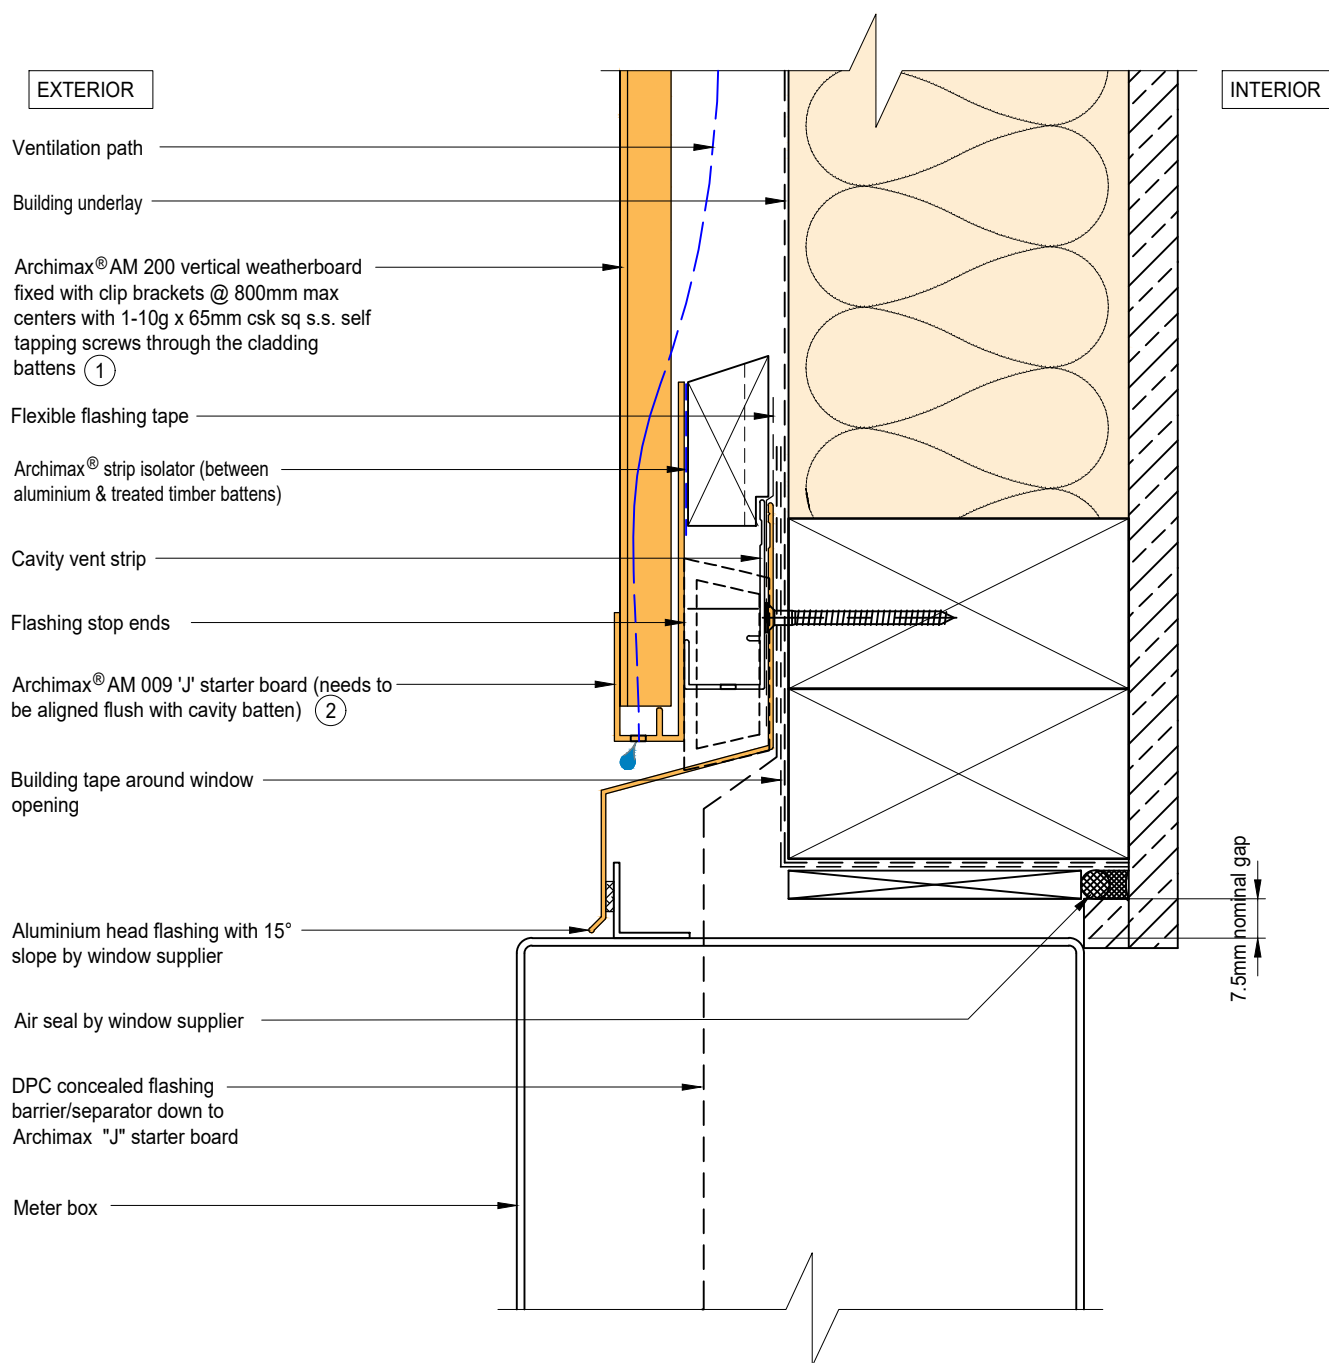 EXTERIOR
INTERIOR
Ventilation path
Building underlay
Archimax® AM 200 vertical weatherboard
fixed with clip brackets @ 800mm max
centers with 1-10g x 65mm csk sq s.s. self
tapping screws through the cladding
battens 1
Flexible flashing tape
Archimax® strip isolator (between
aluminium & treated timber battens)
Cavity vent strip
Flashing stop ends
Archimax® AM 009 'J' starter board (needs to
be aligned flush with cavity batten) 2
Building tape around window
opening
Aluminium head flashing with 15°
slope by window supplier
7.5mm nominal gap
Air seal by window supplier
DPC concealed flashing
barrier/separator down to
Archimax "J" starter board
Meter box